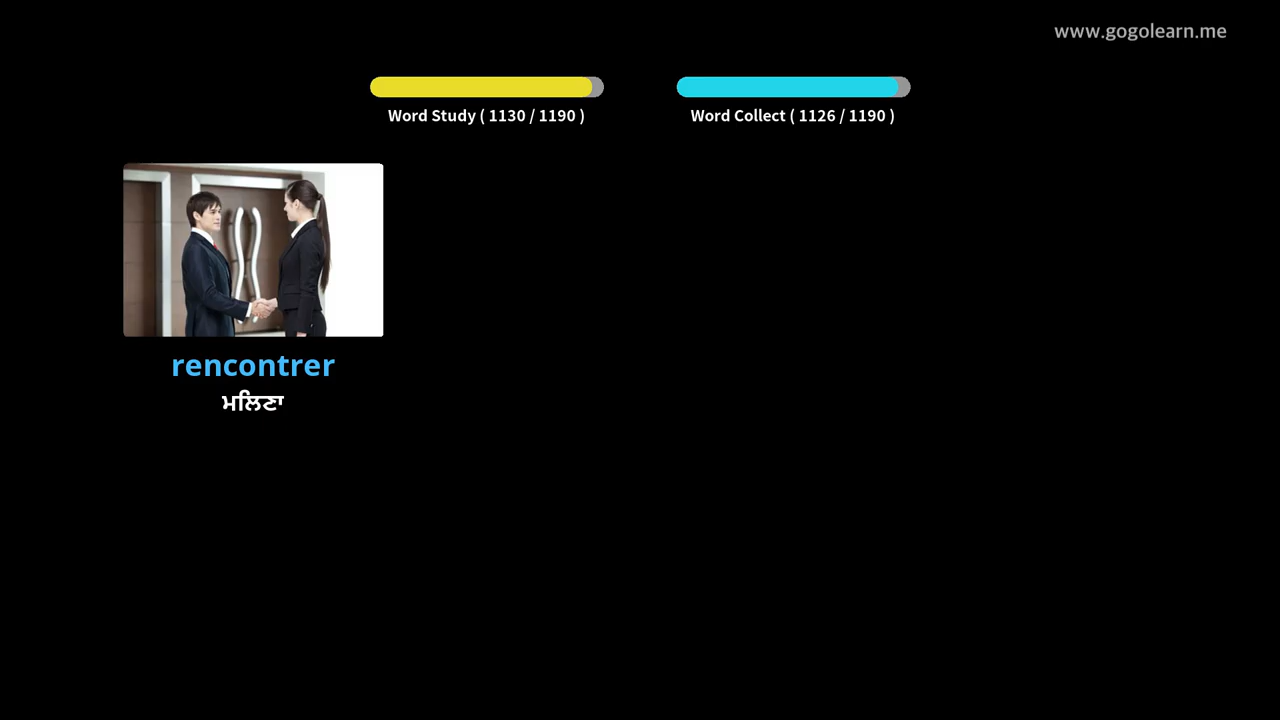 www.gogolearn.me
Word Study ( 1130 / 1190 )
Word Collect ( 1126 / 1190 )
rencontrer
ਮਲਿਣਾ